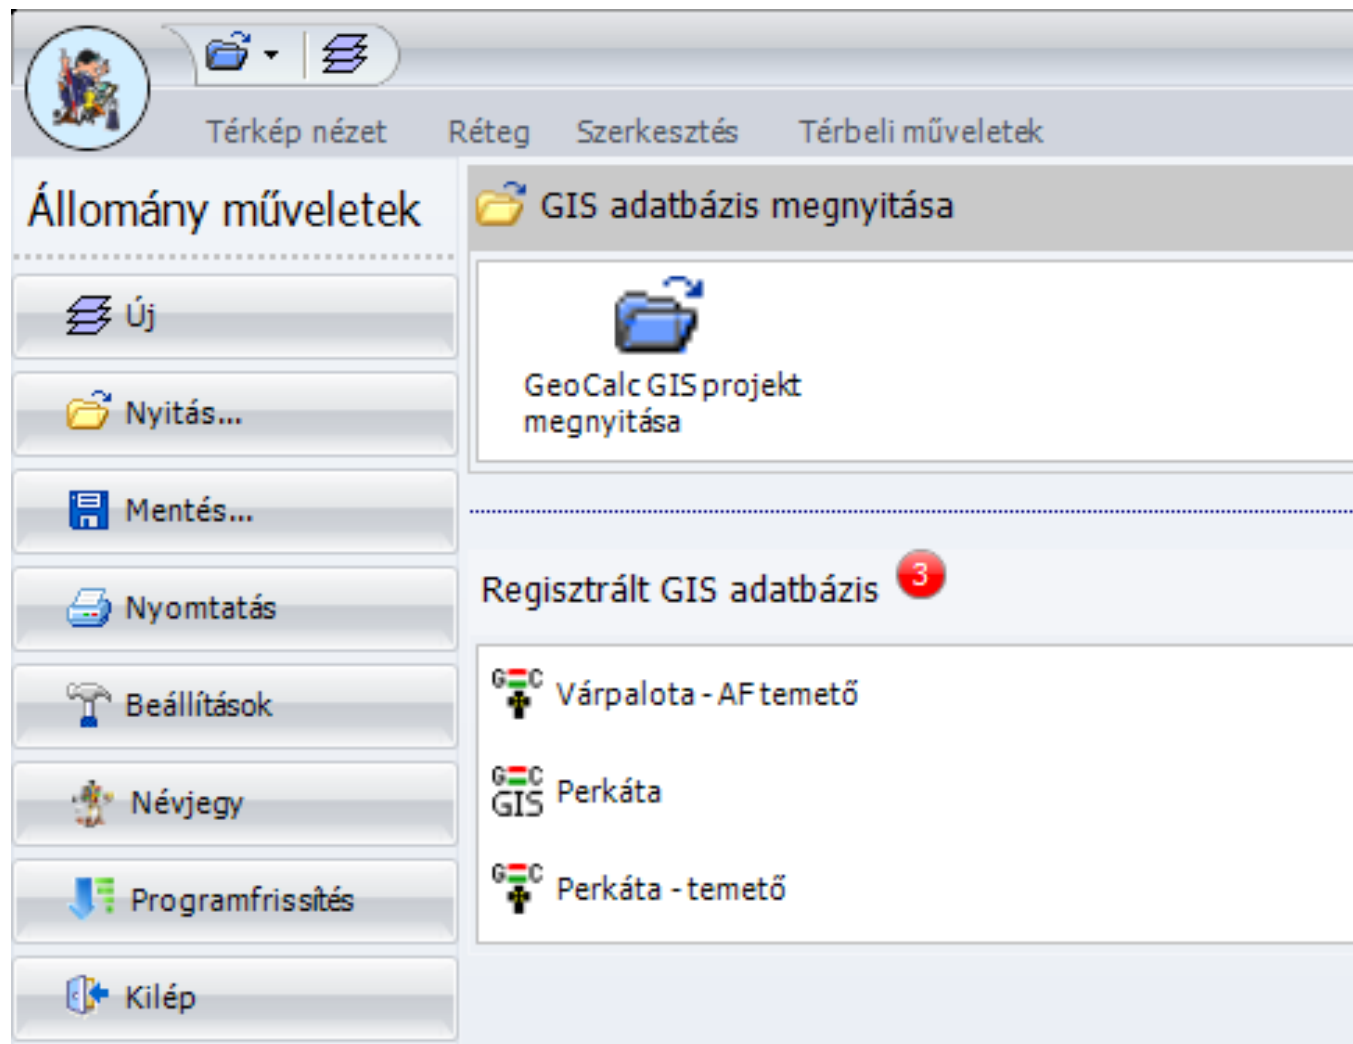 Térkép nézet Réteg Szerkesztés Térbeli műveletek
Állomány műveletek
Új
Nyitás...
Mentés...
Nyomtatás
Beállítások
Névjegy
Programfrissítés
Kilép
GIS adatbázis megnyitása
GeoCalc GIS projekt
megnyitása
Regisztrált GIS adatbázis 3
G C Várpalota - AF temető
G C GIS Perkáta
G C Perkáta - temető